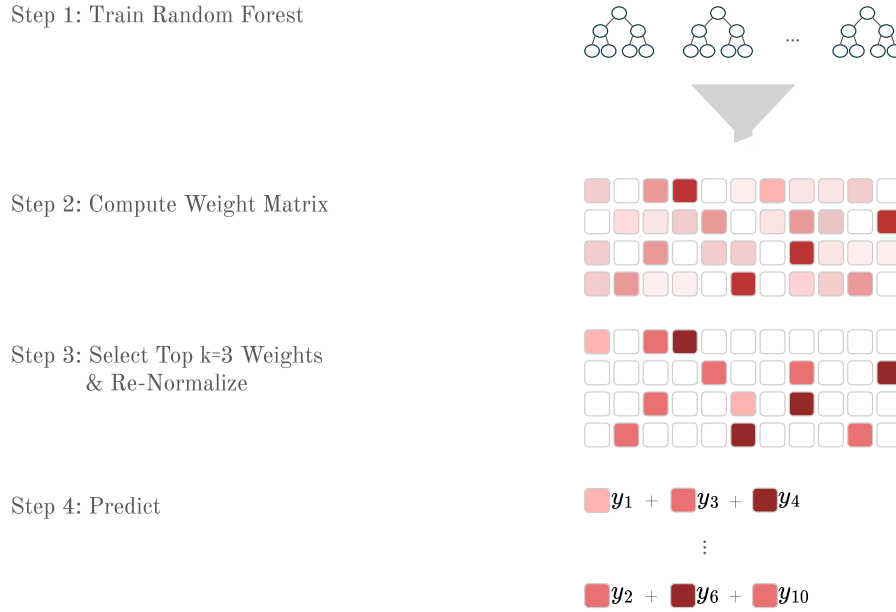 Step 1: Train Random Forest
...
Step 2: Compute Weight Matrix
Step 3: Select Top k=3 Weights
& Re-Normalize
Step 4: Predict
y₁ + y₃ + y₄
⋮
y₂ + y₆ + y₁₀